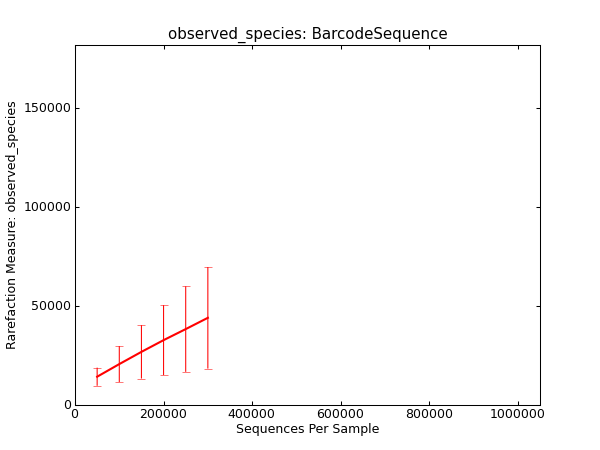 observed_species: BarcodeSequence
Rarefaction Measure: observed_species
150000
100000
50000
0
0 200000 400000 600000 800000 1000000
Sequences Per Sample